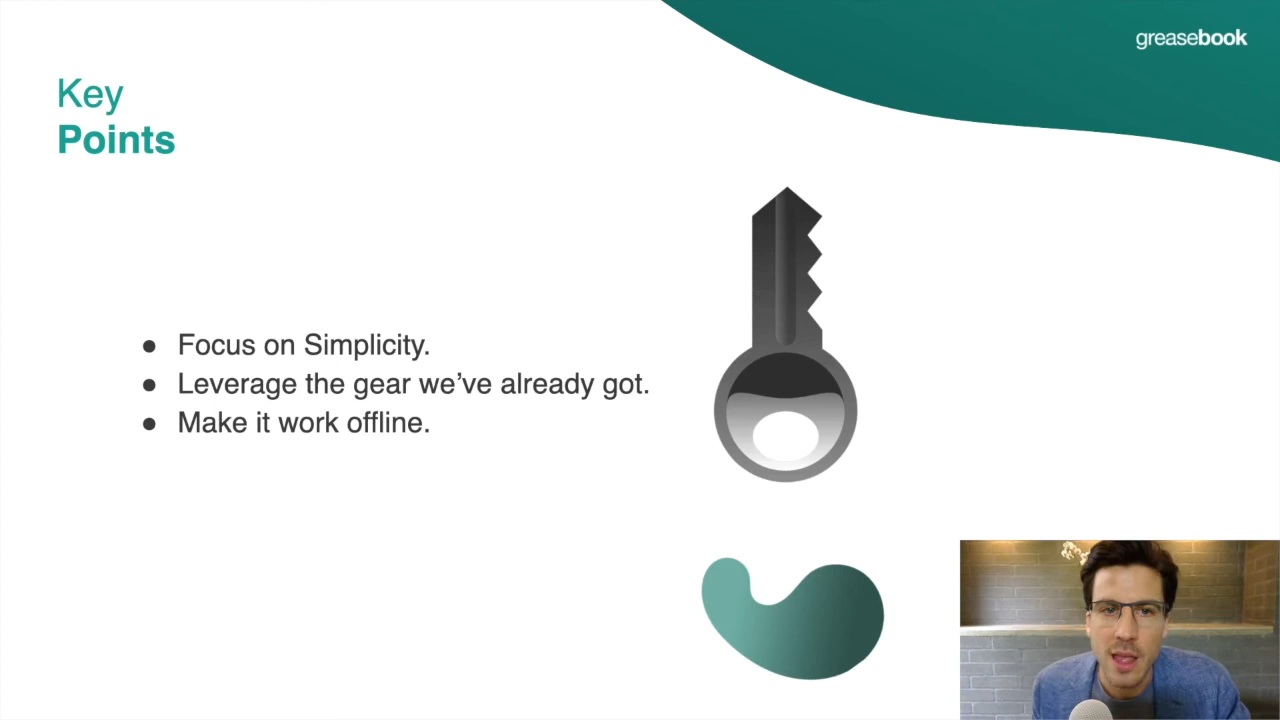 greasebook
Key
Points
● Focus on Simplicity.
● Leverage the gear we’ve already got.
● Make it work offline.